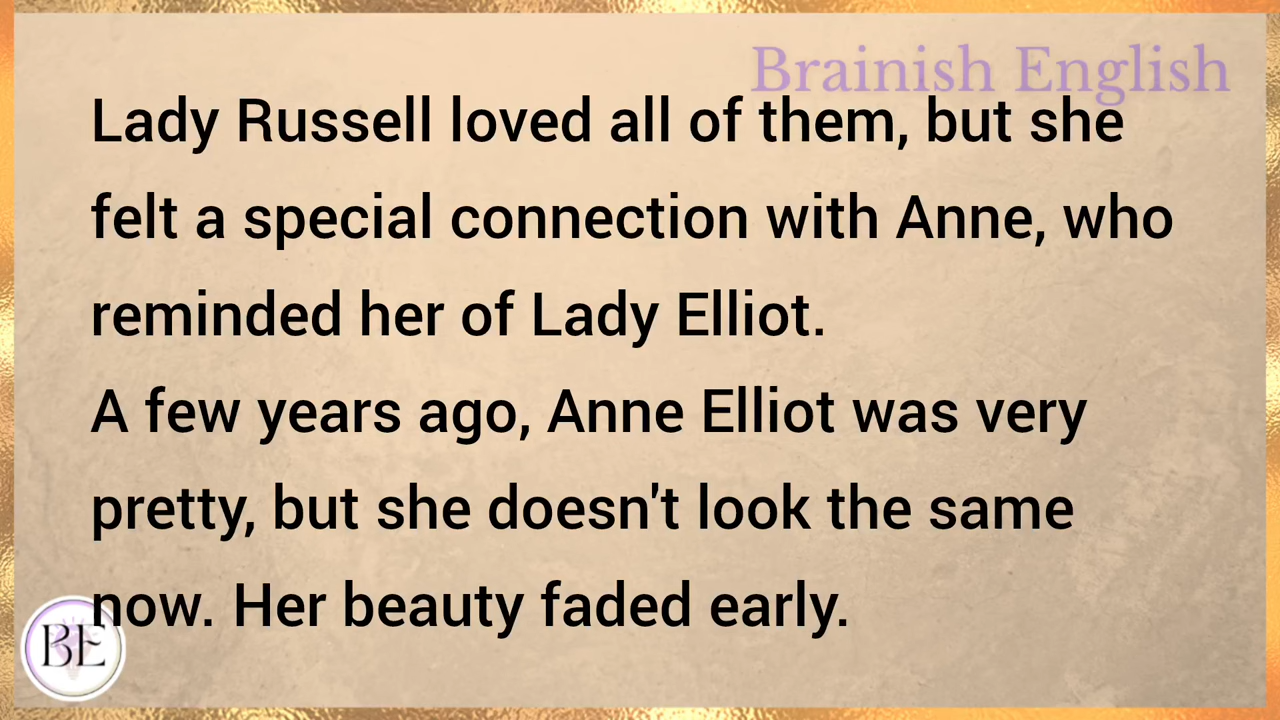 Brainish English
Lady Russell loved all of them, but she
felt a special connection with Anne, who
reminded her of Lady Elliot.
A few years ago, Anne Elliot was very
pretty, but she doesn't look the same
now. Her beauty faded early.
BE